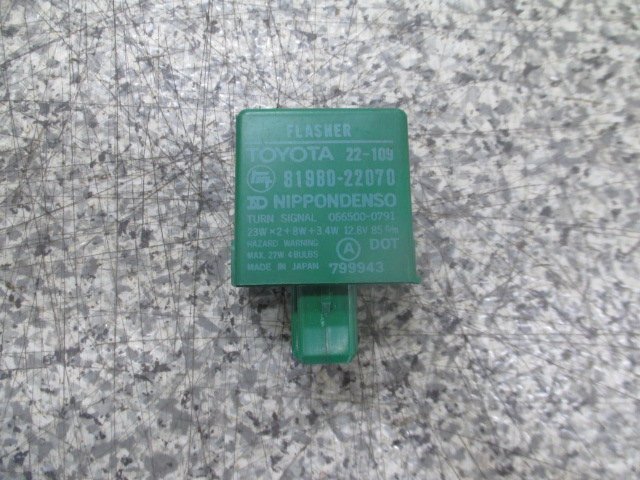 FLASHER
TOYOTA 22-109
81980-22070
NIPPONDENSO
TURN SIGNAL 066500-0791
23W×2+8W+3.4W 12.8V 85
HAZARD WARNING
MAX. 27W 4BULBS
A DOT
MADE IN JAPAN 799943